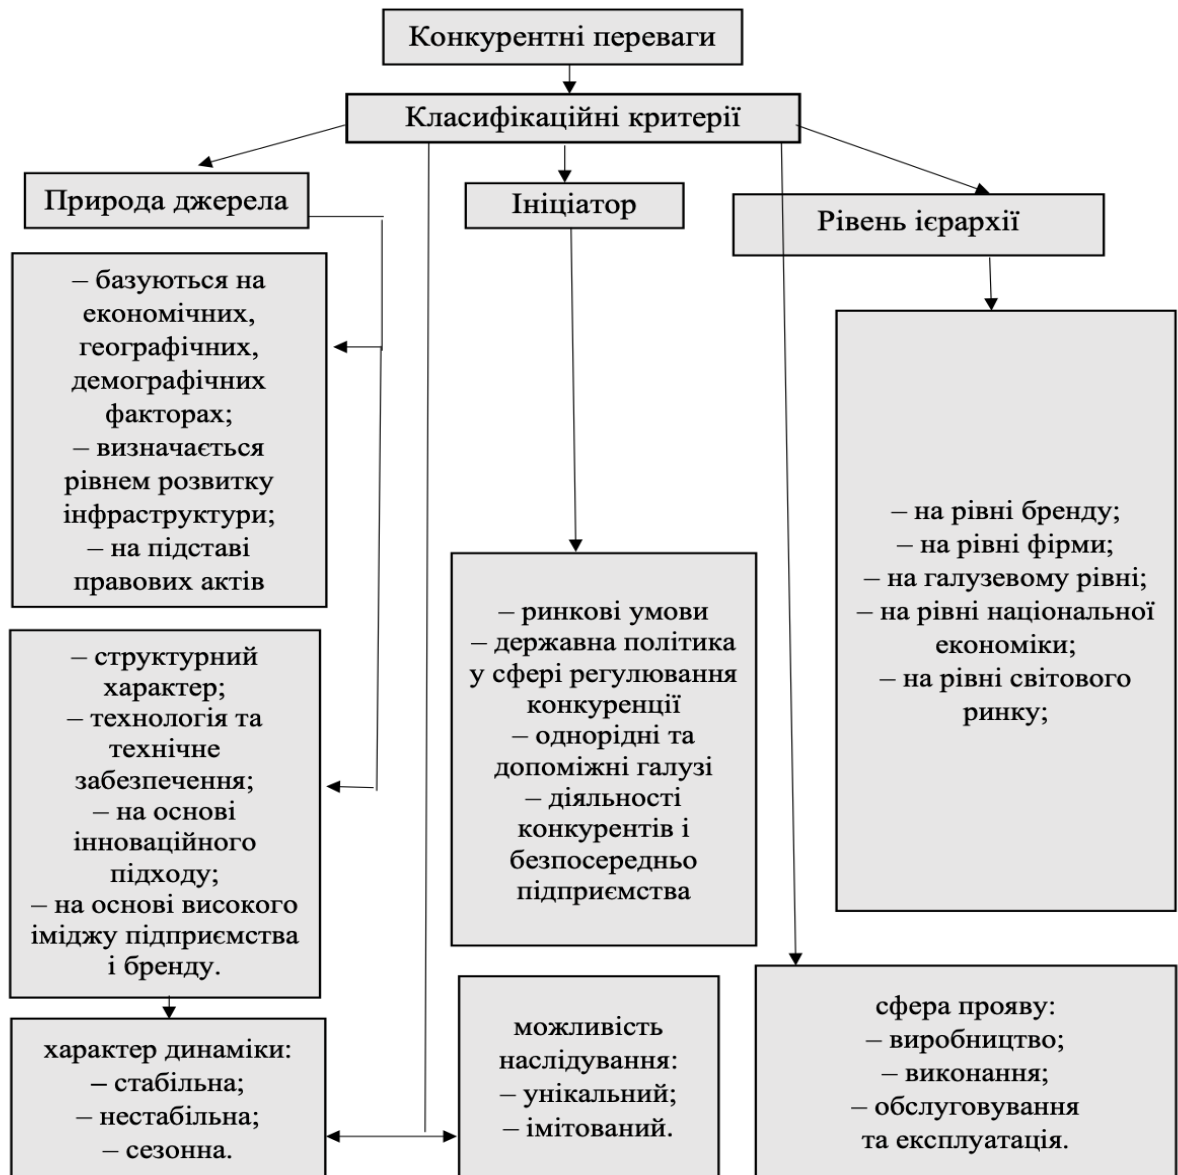 Конкурентні переваги
Класифікаційні критерії
Природа джерела
Ініціатор
Рівень ієрархії
– базуються на
економічних,
географічних,
демографічних
факторах;
– визначається
рівнем розвитку
інфраструктури;
– на підставі
правових актів
– структурний
характер;
– технологія та
технічне
забезпечення;
– на основі
інноваційного
підходу;
– на основі високого
іміджу підприємства
і бренду.
– ринкові умови
– державна політика
у сфері регулювання
конкуренції
– однорідні та
допоміжні галузі
– діяльності
конкурентів і
безпосередньо
підприємства
– на рівні бренду;
– на рівні фірми;
– на галузевому рівні;
– на рівні національної
економіки;
– на рівні світового
ринку;
характер динаміки:
– стабільна;
– нестабільна;
– сезонна.
можливість
наслідування:
– унікальний;
– імітований.
сфера прояву:
– виробництво;
– виконання;
– обслуговування
та експлуатація.